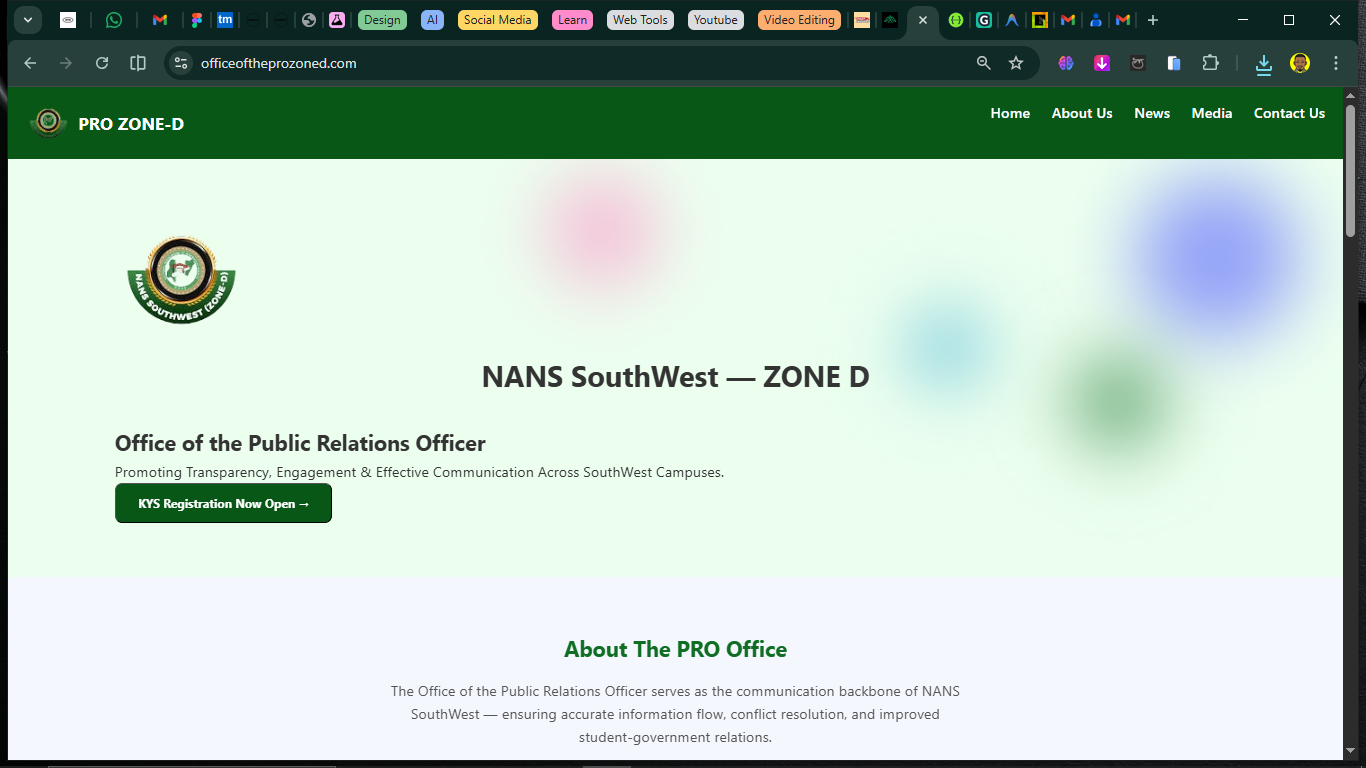 Design
AI
Social Media
Learn
Web Tools
Youtube
Video Editing
officeoftheprozoned.com
PRO ZONE-D
Home
About Us
News
Media
Contact Us
NANS SOUTHWEST (ZONE-D)
NANS SouthWest — ZONE D
Office of the Public Relations Officer
Promoting Transparency, Engagement & Effective Communication Across SouthWest Campuses.
KYS Registration Now Open →
About The PRO Office
The Office of the Public Relations Officer serves as the communication backbone of NANS
SouthWest — ensuring accurate information flow, conflict resolution, and improved
student-government relations.